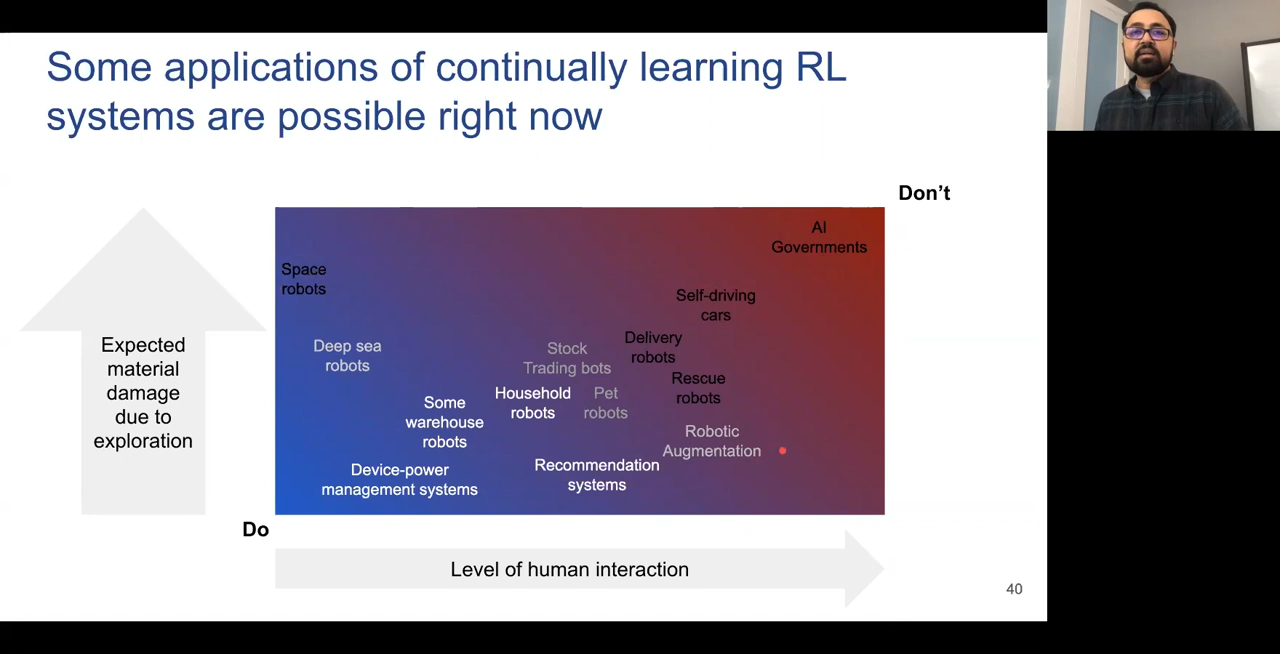 Some applications of continually learning RL
systems are possible right now
Don't
AI
Governments
Space
robots
Self-driving
cars
Expected
material
damage
due to
exploration
Deep sea
robots
Stock
Trading bots
Delivery
robots
Rescue
robots
Household
robots
Pet
robots
Some
warehouse
robots
Robotic
Augmentation
Device-power
management systems
Recommendation
systems
Do
Level of human interaction
40